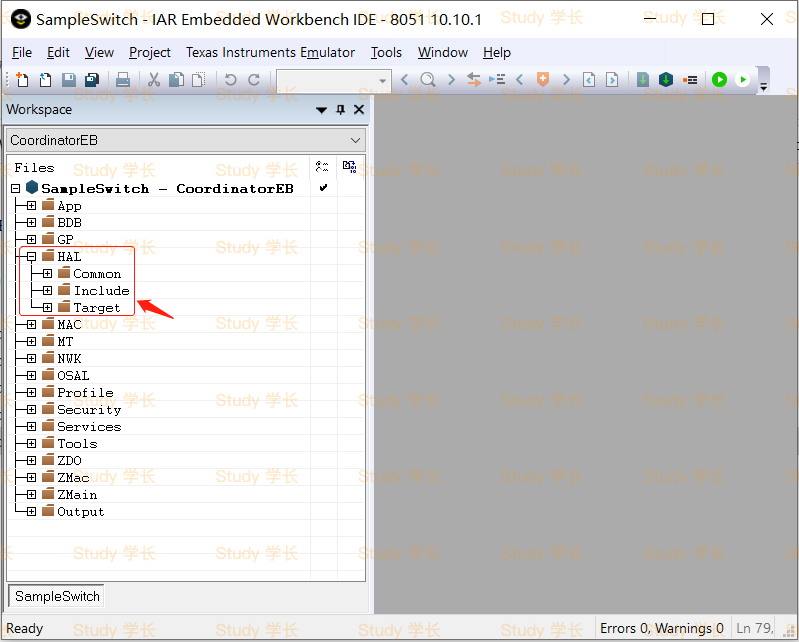 SampleSwitch - IAR Embedded Workbench IDE - 8051 10.10.1
File Edit View Project Texas Instruments Emulator Tools Window Help
Workspace
CoordinatorEB
Files
SampleSwitch - CoordinatorEB
App
BDB
GP
HAL
Common
Include
Target
MAC
MT
NWK
OSAL
Profile
Security
Services
Tools
ZDO
ZMac
ZMain
Output
SampleSwitch
Ready
Errors 0, Warnings 0
Ln 79,
Study 学长